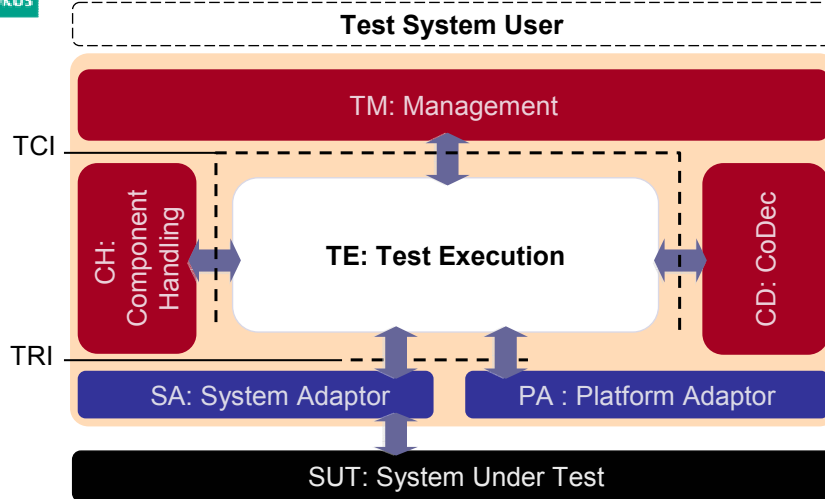 KUS
Test System User
TM: Management
TCI
CH:
Component
Handling
TE: Test Execution
CD: CoDec
TRI
SA: System Adaptor
PA : Platform Adaptor
SUT: System Under Test